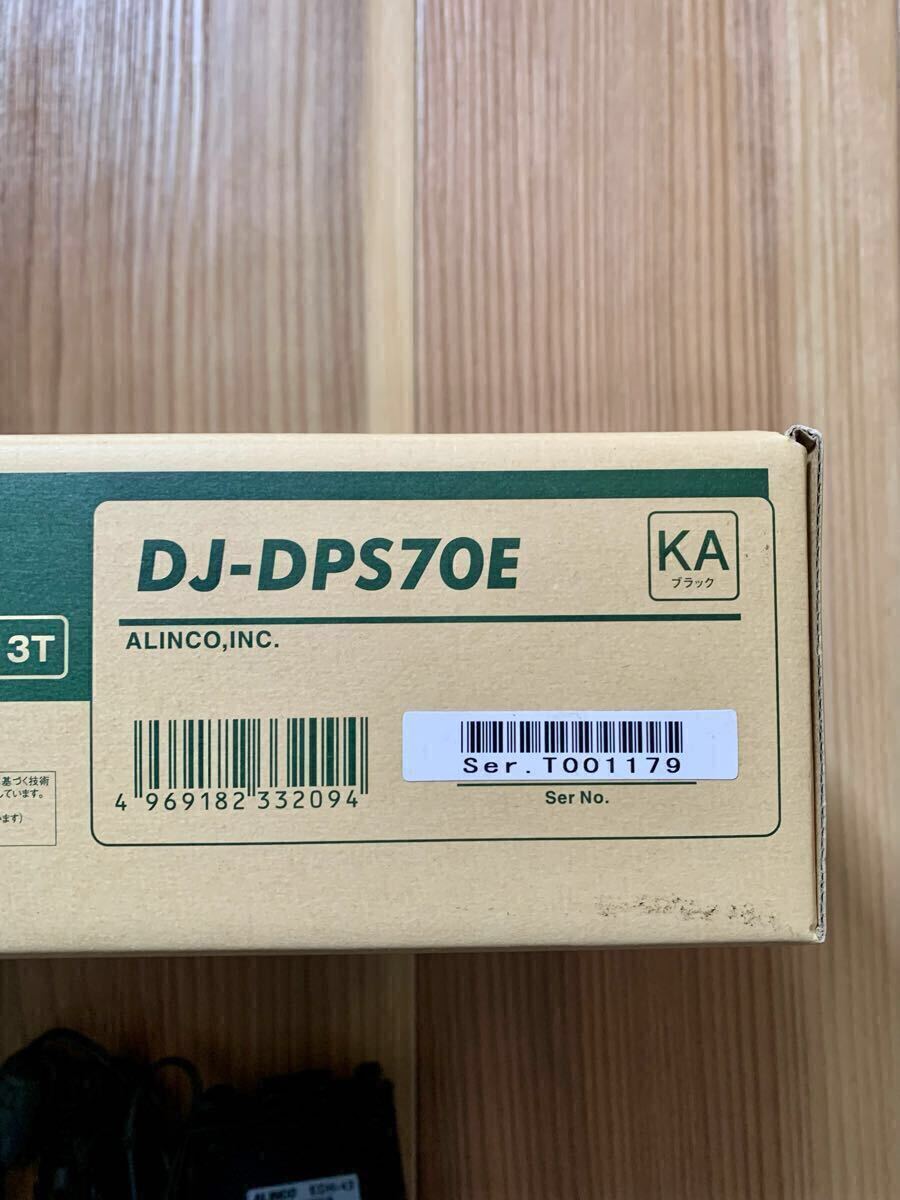 DJ-DPS70E
KA
ブラック
ALINCO,INC.
3T
Ser.T001179
Ser No.
4 969182 332094
基づく技術
しています。
います)
ALINCO